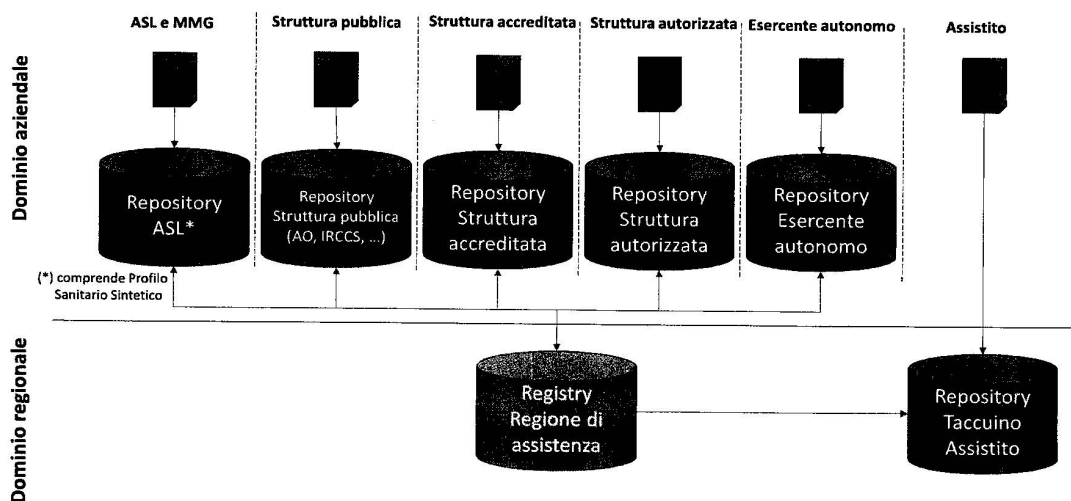 ASL e MMG
Struttura pubblica
Struttura accreditata
Struttura autorizzata
Esercente autonomo
Assistito
Dominio aziendale
Repository
ASL*
Repository
Struttura pubblica
(AO, IRCCS, ...)
Repository
Struttura
accreditata
Repository
Struttura
autorizzata
Repository
Esercente
autonomo
(*) comprende Profilo
Sanitario Sintetico
Dominio regionale
Registry
Regione di
assistenza
Repository
Taccuino
Assistito